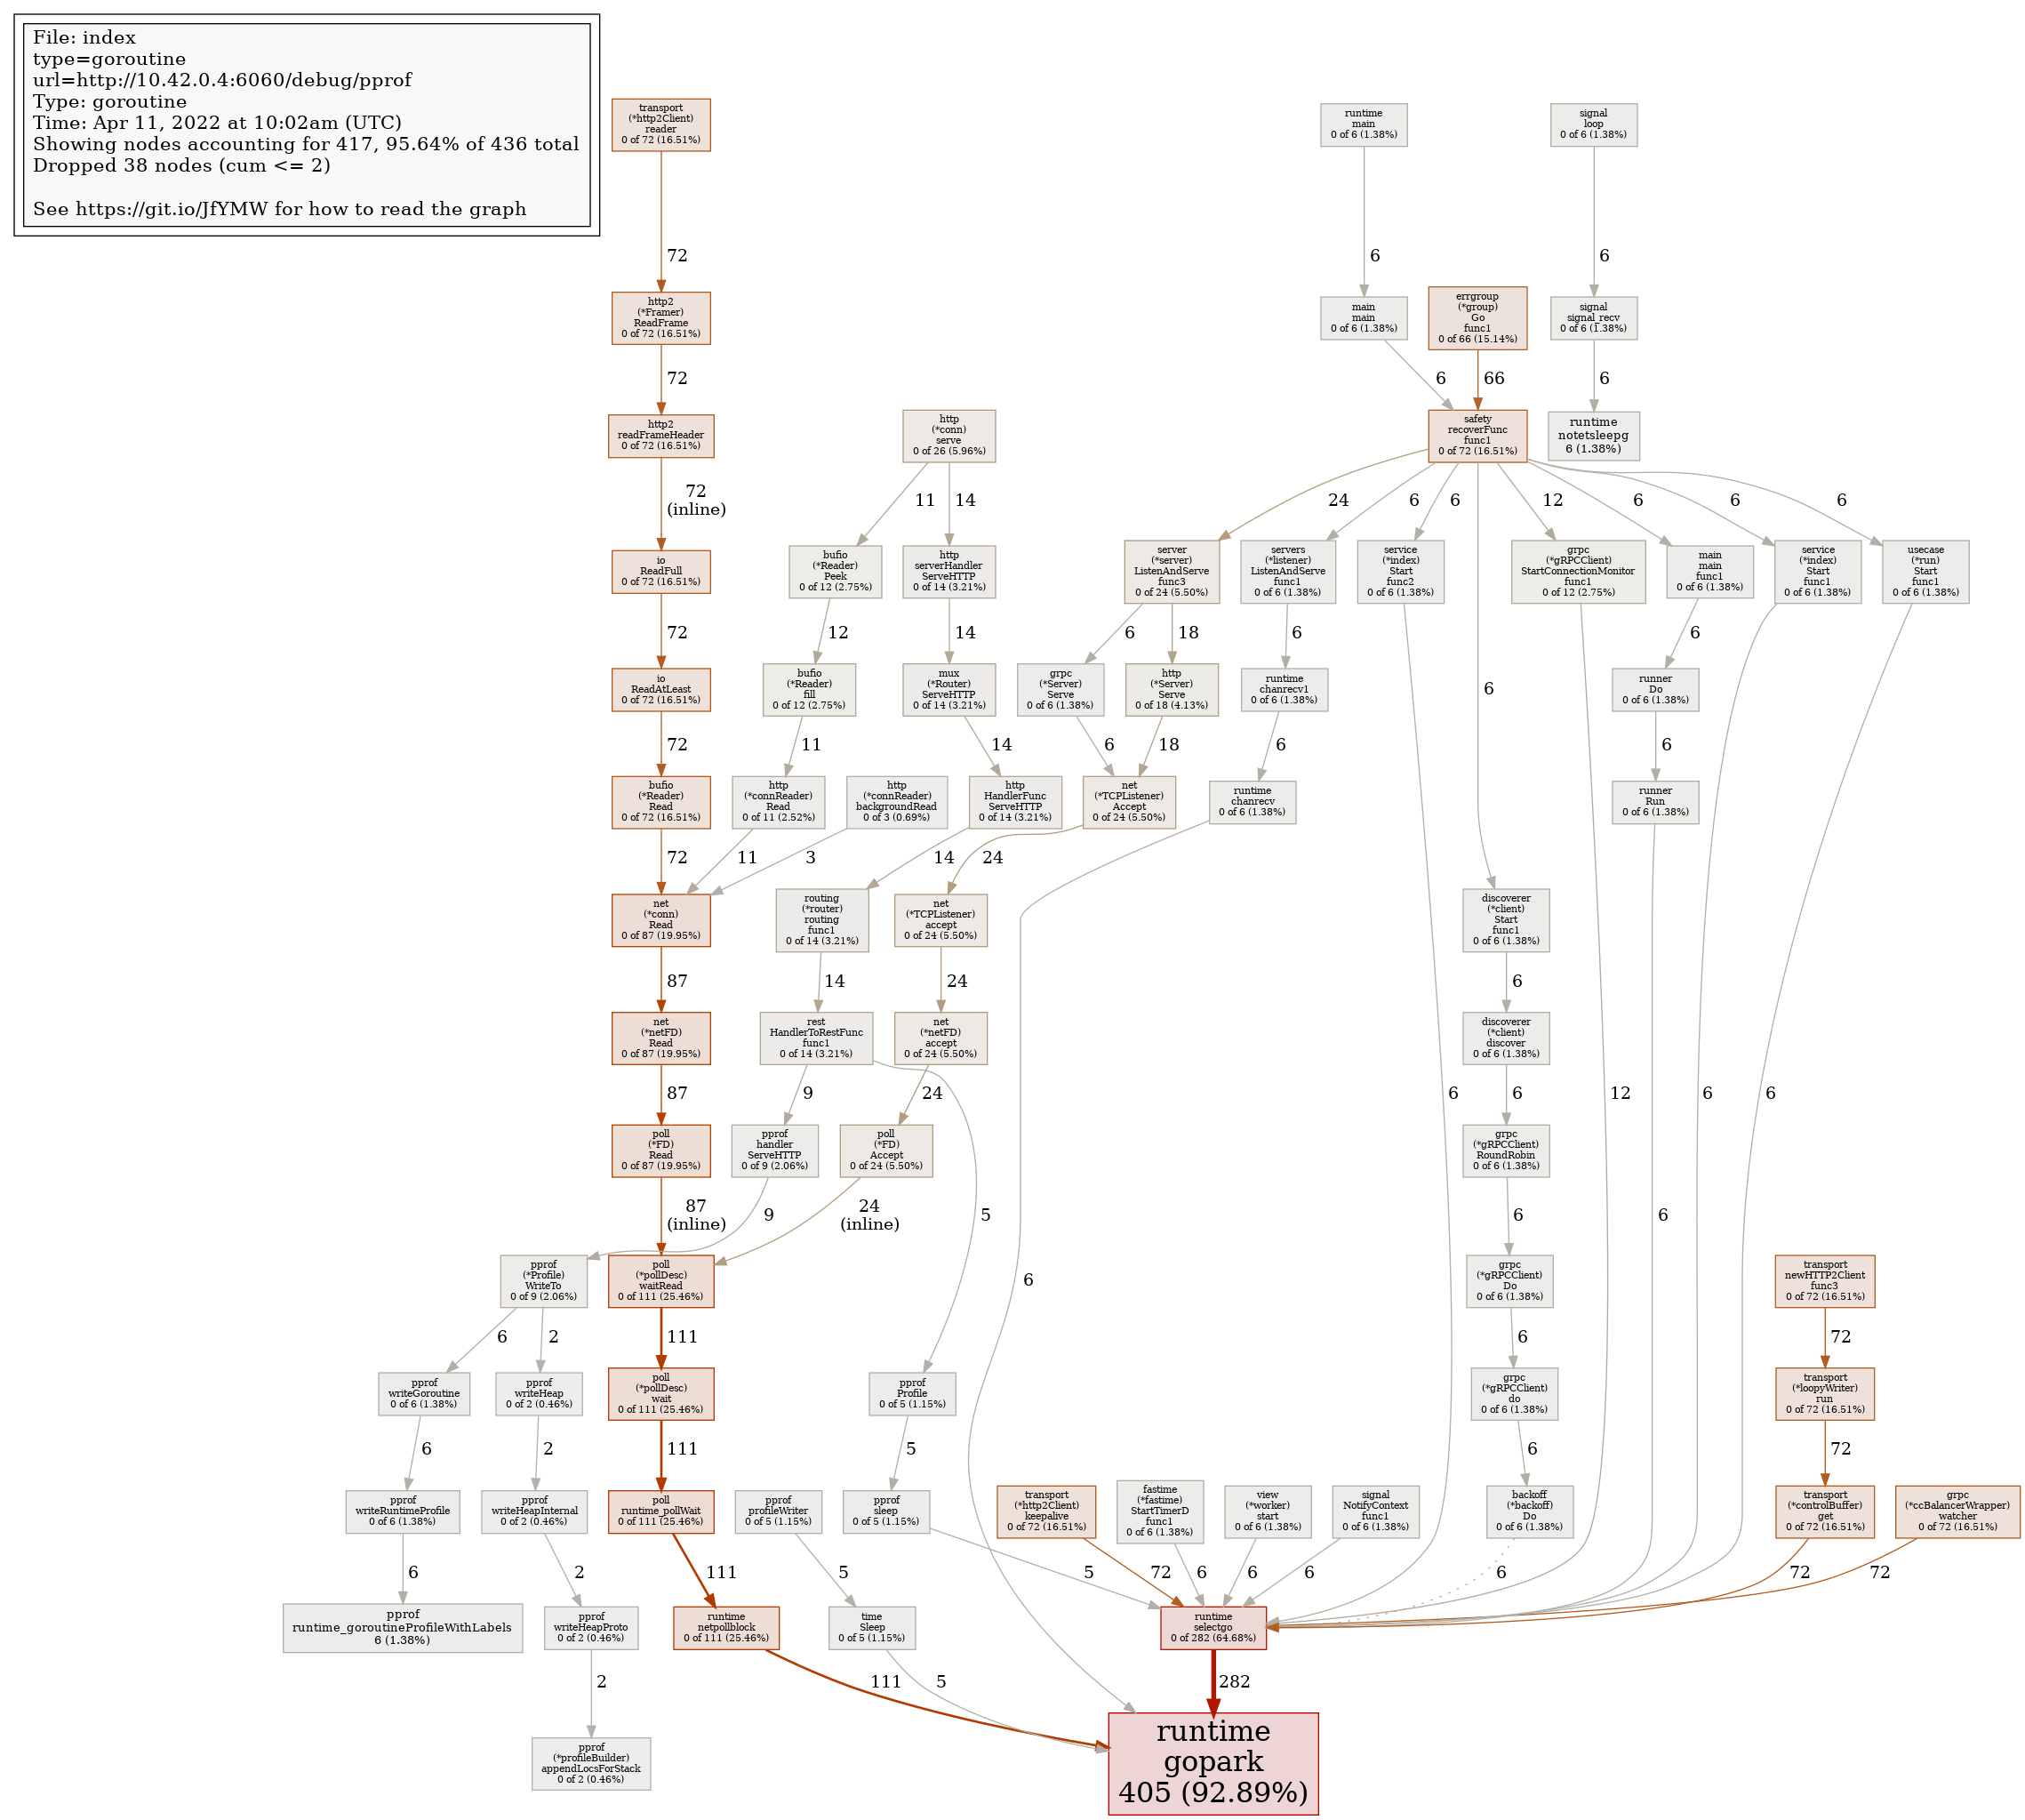 File: index
type=goroutine
url=http://10.42.0.4:6060/debug/pprof
Type: goroutine
Time: Apr 11, 2022 at 10:02am (UTC)
Showing nodes accounting for 417, 95.64% of 436 total
Dropped 38 nodes (cum <= 2)
See https://git.io/JfYMW for how to read the graph
transport
(*http2Client)
reader
0 of 72 (16.51%)
runtime
main
0 of 6 (1.38%)
signal
loop
0 of 6 (1.38%)
72
6
6
http2
(*Framer)
ReadFrame
0 of 72 (16.51%)
main
main
0 of 6 (1.38%)
errgroup
(*group)
Go
func1
0 of 66 (15.14%)
signal
signal_recv
0 of 6 (1.38%)
72
6
66
6
http2
readFrameHeader
0 of 72 (16.51%)
http
(*conn)
serve
0 of 26 (5.96%)
safety
recoverFunc
func1
0 of 72 (16.51%)
runtime
notetsleepg
6 (1.38%)
72
(inline)
11
14
24
6
6
12
6
6
6
io
ReadFull
0 of 72 (16.51%)
bufio
(*Reader)
Peek
0 of 12 (2.75%)
http
serverHandler
ServeHTTP
0 of 14 (3.21%)
server
(*server)
ListenAndServe
func3
0 of 24 (5.50%)
servers
(*listener)
ListenAndServe
func1
0 of 6 (1.38%)
service
(*index)
Start
func2
0 of 6 (1.38%)
grpc
(*gRPCClient)
StartConnectionMonitor
func1
0 of 12 (2.75%)
main
main
func1
0 of 6 (1.38%)
service
(*index)
Start
func1
0 of 6 (1.38%)
usecase
(*run)
Start
func1
0 of 6 (1.38%)
72
12
14
6
18
6
6
6
io
ReadAtLeast
0 of 72 (16.51%)
bufio
(*Reader)
fill
0 of 12 (2.75%)
mux
(*Router)
ServeHTTP
0 of 14 (3.21%)
grpc
(*Server)
Serve
0 of 6 (1.38%)
http
(*Server)
Serve
0 of 18 (4.13%)
runtime
chanrecv1
0 of 6 (1.38%)
runner
Do
0 of 6 (1.38%)
72
11
14
6
18
6
6
bufio
(*Reader)
Read
0 of 72 (16.51%)
http
(*connReader)
Read
0 of 11 (2.52%)
http
(*connReader)
backgroundRead
0 of 3 (0.69%)
http
HandlerFunc
ServeHTTP
0 of 14 (3.21%)
net
(*TCPListener)
Accept
0 of 24 (5.50%)
runtime
chanrecv
0 of 6 (1.38%)
runner
Run
0 of 6 (1.38%)
72
11
3
14
24
net
(*conn)
Read
0 of 87 (19.95%)
routing
(*router)
routing
func1
0 of 14 (3.21%)
net
(*TCPListener)
accept
0 of 24 (5.50%)
discoverer
(*client)
Start
func1
0 of 6 (1.38%)
87
14
24
6
net
(*netFD)
Read
0 of 87 (19.95%)
rest
HandlerToRestFunc
func1
0 of 14 (3.21%)
net
(*netFD)
accept
0 of 24 (5.50%)
discoverer
(*client)
discover
0 of 6 (1.38%)
87
9
24
6
6
12
6
6
poll
(*FD)
Read
0 of 87 (19.95%)
pprof
handler
ServeHTTP
0 of 9 (2.06%)
poll
(*FD)
Accept
0 of 24 (5.50%)
grpc
(*gRPCClient)
RoundRobin
0 of 6 (1.38%)
87
(inline)
9
24
(inline)
5
6
6
6
pprof
(*Profile)
WriteTo
0 of 9 (2.06%)
poll
(*pollDesc)
waitRead
0 of 111 (25.46%)
grpc
(*gRPCClient)
Do
0 of 6 (1.38%)
transport
newHTTP2Client
func3
0 of 72 (16.51%)
6
2
111
6
72
pprof
writeGoroutine
0 of 6 (1.38%)
pprof
writeHeap
0 of 2 (0.46%)
poll
(*pollDesc)
wait
0 of 111 (25.46%)
pprof
Profile
0 of 5 (1.15%)
grpc
(*gRPCClient)
do
0 of 6 (1.38%)
transport
(*loopyWriter)
run
0 of 72 (16.51%)
6
2
111
5
6
72
pprof
writeRuntimeProfile
0 of 6 (1.38%)
pprof
writeHeapInternal
0 of 2 (0.46%)
poll
runtime_pollWait
0 of 111 (25.46%)
pprof
profileWriter
0 of 5 (1.15%)
pprof
sleep
0 of 5 (1.15%)
transport
(*http2Client)
keepalive
0 of 72 (16.51%)
fastime
(*fastime)
StartTimerD
func1
0 of 6 (1.38%)
view
(*worker)
start
0 of 6 (1.38%)
signal
NotifyContext
func1
0 of 6 (1.38%)
backoff
(*backoff)
Do
0 of 6 (1.38%)
transport
(*controlBuffer)
get
0 of 72 (16.51%)
grpc
(*ccBalancerWrapper)
watcher
0 of 72 (16.51%)
6
2
111
5
5
72
6
6
6
6
72
72
pprof
runtime_goroutineProfileWithLabels
6 (1.38%)
pprof
writeHeapProto
0 of 2 (0.46%)
runtime
netpollblock
0 of 111 (25.46%)
time
Sleep
0 of 5 (1.15%)
runtime
selectgo
0 of 282 (64.68%)
2
111
5
282
pprof
(*profileBuilder)
appendLocsForStack
0 of 2 (0.46%)
runtime
gopark
405 (92.89%)